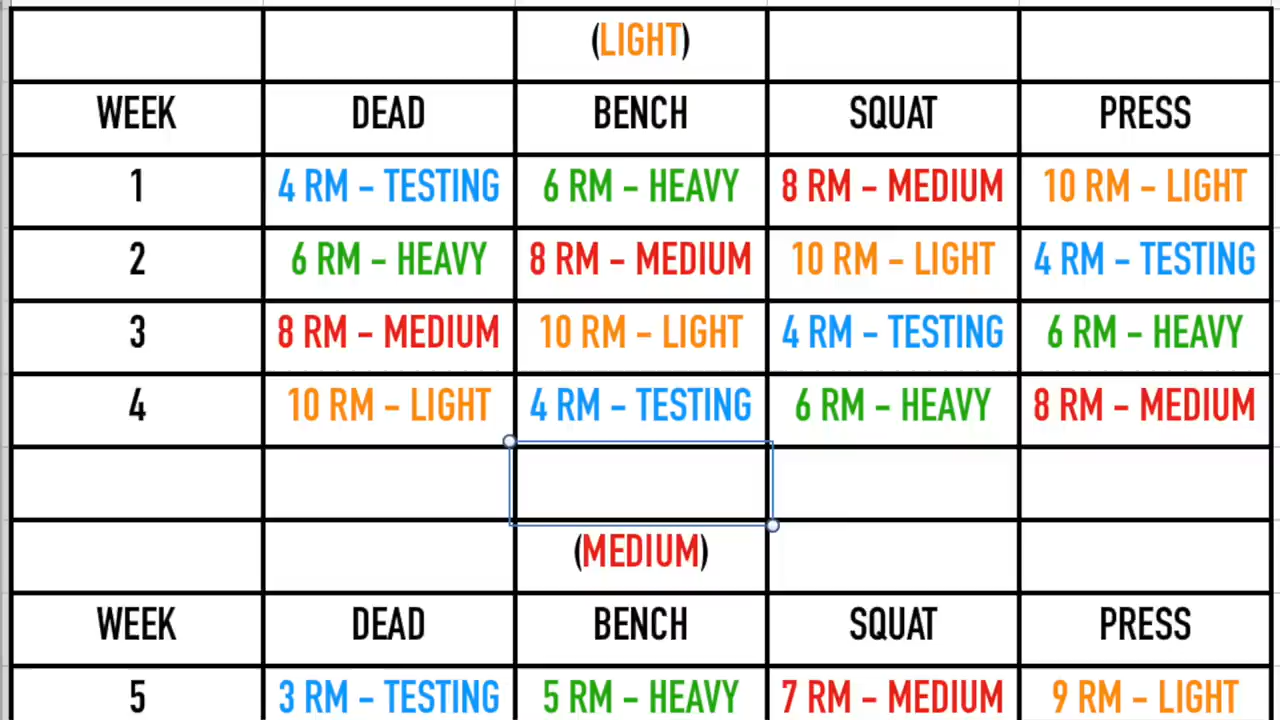 (LIGHT)
WEEK DEAD BENCH SQUAT PRESS
1 4 RM - TESTING 6 RM - HEAVY 8 RM - MEDIUM 10 RM - LIGHT
2 6 RM - HEAVY 8 RM - MEDIUM 10 RM - LIGHT 4 RM - TESTING
3 8 RM - MEDIUM 10 RM - LIGHT 4 RM - TESTING 6 RM - HEAVY
4 10 RM - LIGHT 4 RM - TESTING 6 RM - HEAVY 8 RM - MEDIUM
(MEDIUM)
WEEK DEAD BENCH SQUAT PRESS
5 3 RM - TESTING 5 RM - HEAVY 7 RM - MEDIUM 9 RM - LIGHT